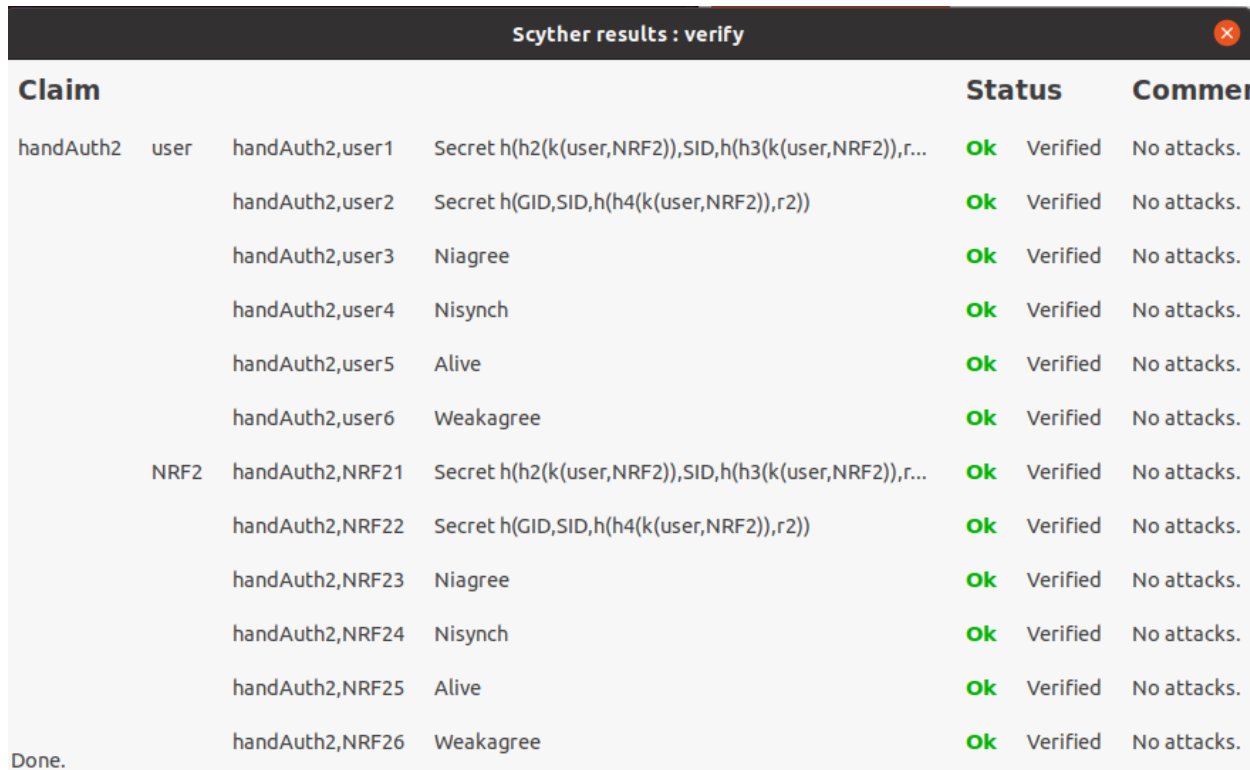 Scyther results : verify
Claim Status Commer
handAuth2 user handAuth2,user1 Secret h(h2(k(user,NRF2)),SID,h(h3(k(user,NRF2)),r... Ok Verified No attacks.
handAuth2,user2 Secret h(GID,SID,h(h4(k(user,NRF2)),r2)) Ok Verified No attacks.
handAuth2,user3 Niagree Ok Verified No attacks.
handAuth2,user4 Nisynch Ok Verified No attacks.
handAuth2,user5 Alive Ok Verified No attacks.
handAuth2,user6 Weakagree Ok Verified No attacks.
NRF2 handAuth2,NRF21 Secret h(h2(k(user,NRF2)),SID,h(h3(k(user,NRF2)),r... Ok Verified No attacks.
handAuth2,NRF22 Secret h(GID,SID,h(h4(k(user,NRF2)),r2)) Ok Verified No attacks.
handAuth2,NRF23 Niagree Ok Verified No attacks.
handAuth2,NRF24 Nisynch Ok Verified No attacks.
handAuth2,NRF25 Alive Ok Verified No attacks.
handAuth2,NRF26 Weakagree Ok Verified No attacks.
Done.